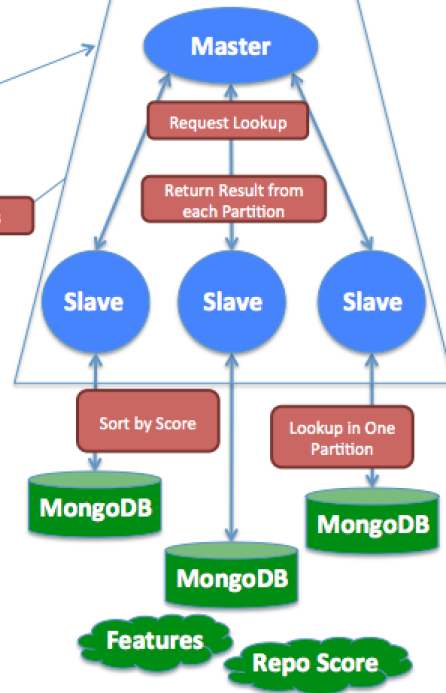 Master
Request Lookup
Return Result from
each Partition
s
Slave
Slave
Slave
Sort by Score
Lookup in One
Partition
MongoDB
MongoDB
MongoDB
Features
Repo Score